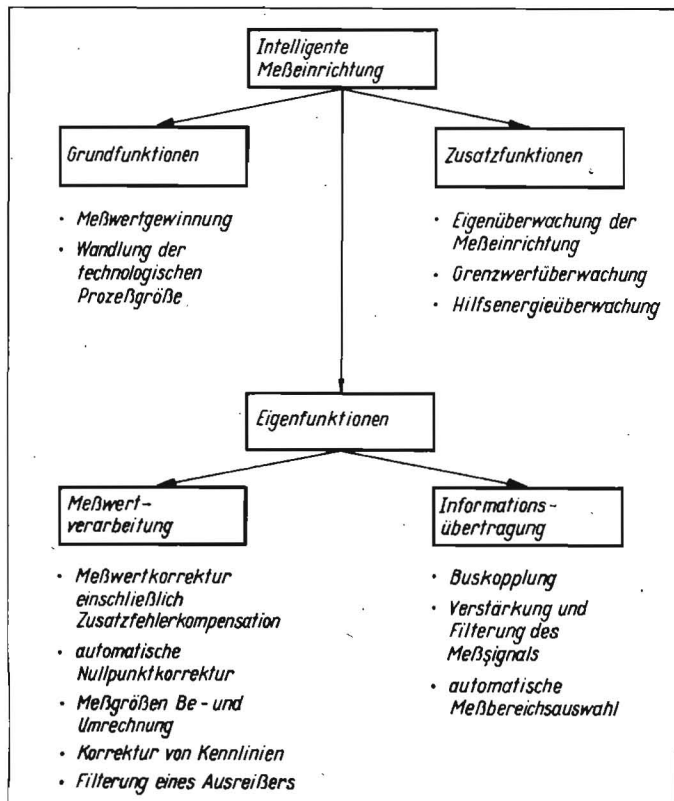 Intelligente
Meßeinrichtung
Grundfunktionen
• Meßwertgewinnung
• Wandlung der
technologischen
Prozeßgröße
Zusatzfunktionen
• Eigenüberwachung der
Meßeinrichtung
• Grenzwertüberwachung
• Hilfsenergieüberwachung
Eigenfunktionen
Meßwert-
verarbeitung
• Meßwertkorrektur
einschließlich
Zusatzfehlerkompensation
• automatische
Nullpunktkorrektur
• Meßgrößen Be- und
Umrechnung
• Korrektur von Kennlinien
• Filterung eines Ausreißers
Informations-
übertragung
• Buskopplung
• Verstärkung und
Filterung des
Meßsignals
• automatische
Meßbereichsauswahl